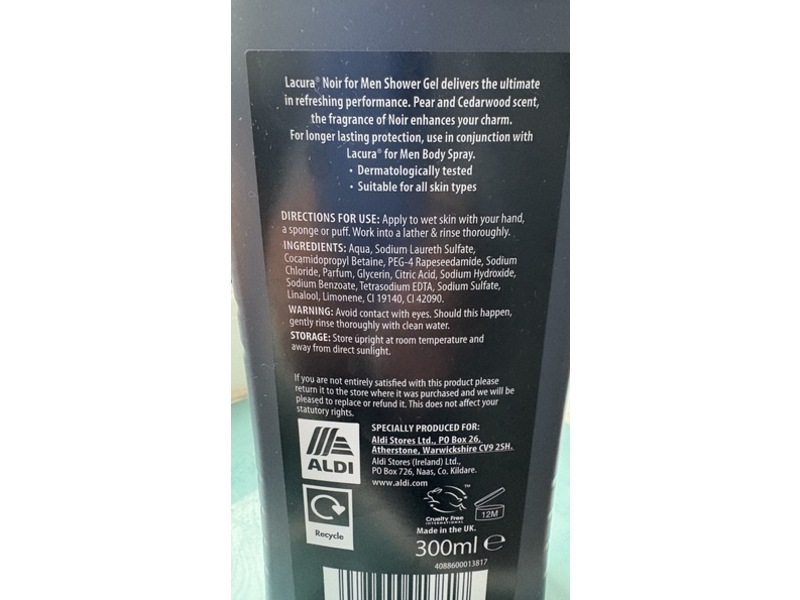 Lacura® Noir for Men Shower Gel delivers the ultimate
in refreshing performance. Pear and Cedarwood scent,
the fragrance of Noir enhances your charm.
For longer lasting protection, use in conjunction with
Lacura® for Men Body Spray.
• Dermatologically tested
• Suitable for all skin types
DIRECTIONS FOR USE: Apply to wet skin with your hand,
a sponge or puff. Work into a lather & rinse thoroughly.
INGREDIENTS: Aqua, Sodium Laureth Sulfate,
Cocamidopropyl Betaine, PEG-4 Rapeseedamide, Sodium
Chloride, Parfum, Glycerin, Citric Acid, Sodium Hydroxide,
Sodium Benzoate, Tetrasodium EDTA, Sodium Sulfate,
Linalool, Limonene, CI 19140, CI 42090.
WARNING: Avoid contact with eyes. Should this happen,
gently rinse thoroughly with clean water.
STORAGE: Store upright at room temperature and
away from direct sunlight.
If you are not entirely satisfied with this product please
return it to the store where it was purchased and we will be
pleased to replace or refund it. This does not affect your
statutory rights.
SPECIALLY PRODUCED FOR:
Aldi Stores Ltd., PO Box 26,
Atherstone, Warwickshire CV9 2SH.
Aldi Stores (Ireland) Ltd.,
PO Box 726, Naas, Co. Kildare.
www.aldi.com
ALDI
Recycle
TM
Cruelty Free
INTERNATIONAL
12M
Made in the UK.
300ml e
4088600013817